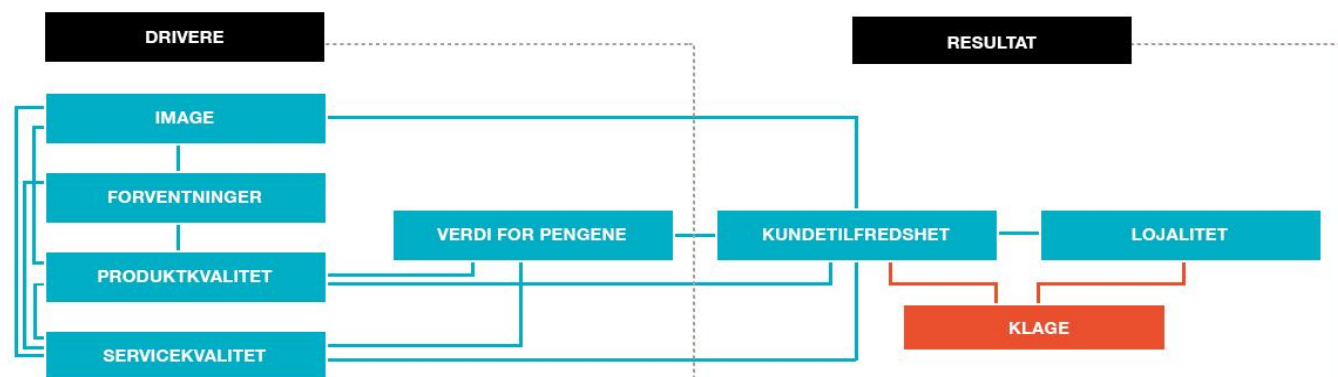 DRIVERE
RESULTAT
IMAGE
FORVENTNINGER
VERDI FOR PENGENE
KUNDETILFREDSHET
LOJALITET
PRODUKTKVALITET
KLAGE
SERVICEKVALITET